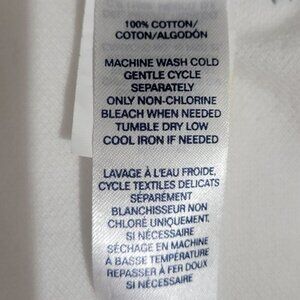 100% COTTON/
COTON/ALGODÓN
MACHINE WASH COLD
GENTLE CYCLE
SEPARATELY
ONLY NON-CHLORINE
BLEACH WHEN NEEDED
TUMBLE DRY LOW
COOL IRON IF NEEDED
LAVAGE À L'EAU FROIDE,
CYCLE TEXTILES DELICATS
SÉPARÉMENT
BLANCHISSEUR NON
CHLORÉ UNIQUEMENT,
SI NÉCESSAIRE
SÉCHAGE EN MACHINE
A BASSE TEMPÉRATURE
REPASSER À FER DOUX
SI NÉCESSAIRE